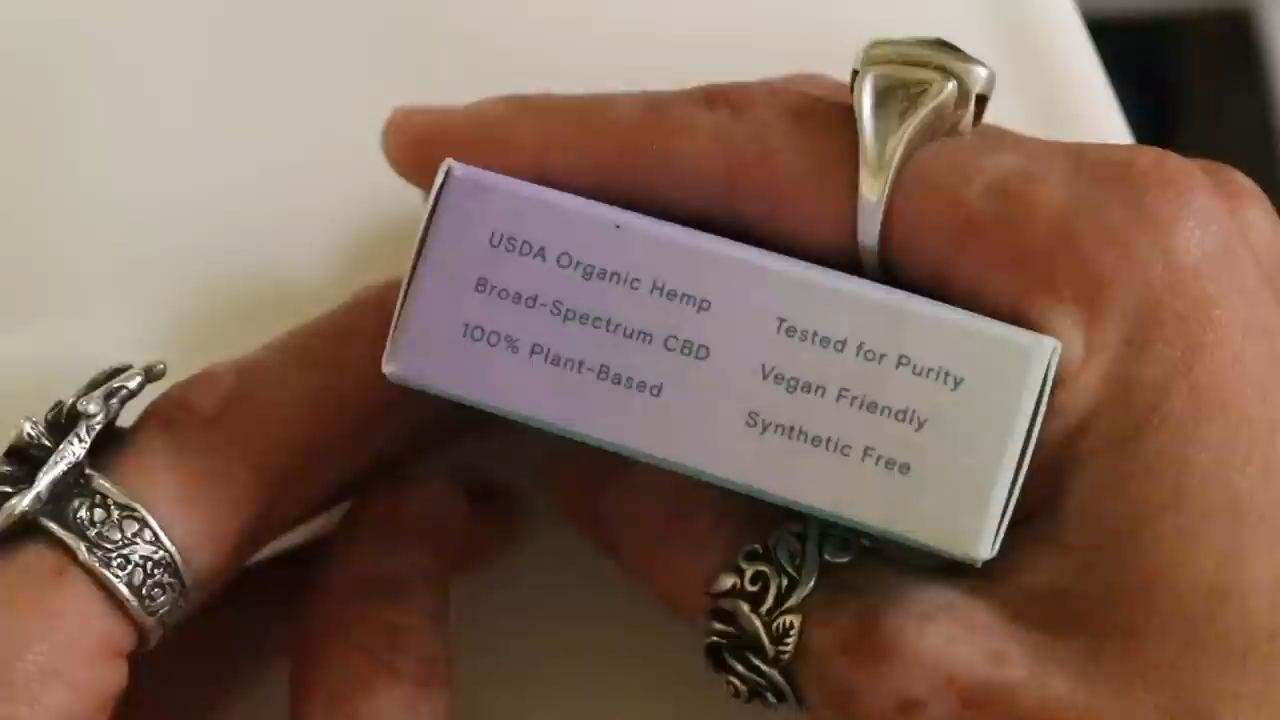 USDA Organic Hemp
Broad-Spectrum CBD
100% Plant-Based
Tested for Purity
Vegan Friendly
Synthetic Free